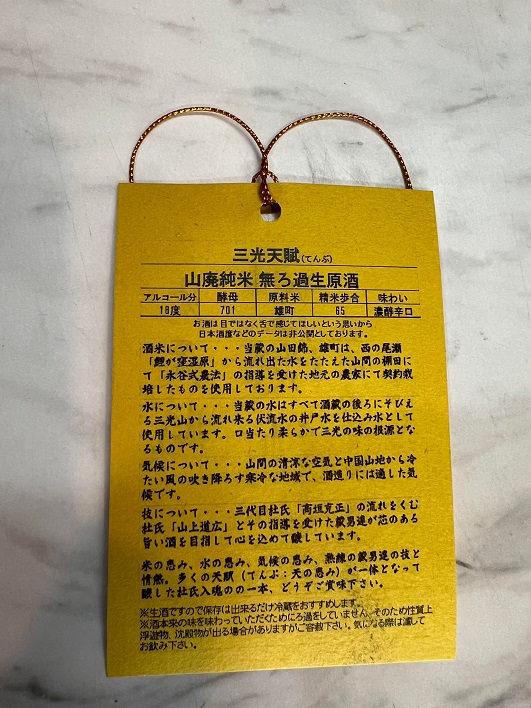 三光天賦(てんぶ)
山廃純米 無ろ過生原酒
アルコール分 酵母 原料米 精米歩合 味わい
18度 701 雄町 65 濃醇辛口
お酒は目ではなく舌で感じてほしいという思いから
日本酒度などのデータは非公開としております。
酒米について・・・当蔵の山田錦、雄町は、西の尾瀬
「鯉が窪湿原」から流れ出た水をたたえた山間の棚田に
て「永谷式農法」の指導を受けた地元の農家にて契約栽
培したものを使用しております。
水について・・・当蔵の水はすべて酒蔵の後ろにそびえ
る三光山から流れ来る伏流水の井戸水を仕込み水として
使用しています。口当たり柔らかで三光の味の根源とな
るものです。
気候について・・・山間の清涼な空気と中国山地から冷
たい風の吹き降ろす寒冷な地域で、酒造りには適した気
候です。
技について・・・三代目杜氏「高垣克正」の流れをくむ
杜氏「山上道広」とその指導を受けた蔵男達が芯のある
旨い酒を目指して心を込めて醸しています。
米の恵み、水の恵み、気候の恵み、熟練の蔵男達の技と
情熱。多くの天賦（てんぶ：天の恵み）が一体となって
醸した杜氏入魂のの一本、どうぞご賞味下さい。
※生酒ですので保存は出来るだけ冷蔵をおすすめします。
※酒本来の味を味わっていただくためにろ過をしていません。そのため性質上
浮遊物、沈殿物が出る場合がありますがご容赦下さい。気になる際は濾して
お飲み下さい。